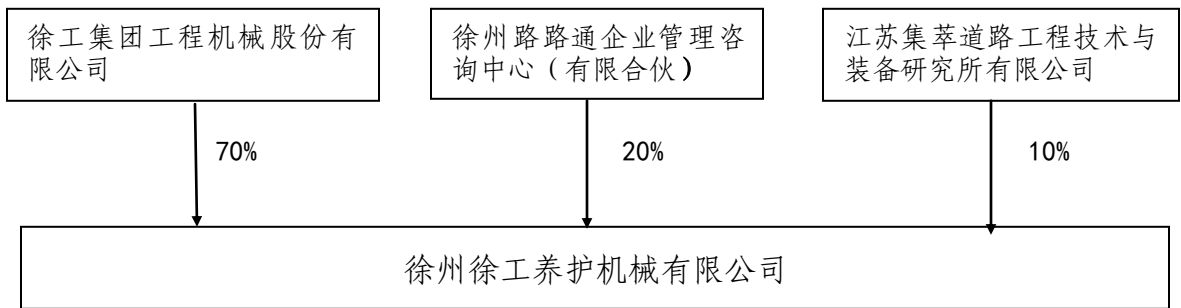 徐工集团工程机械股份有
限公司
徐州路路通企业管理咨
询中心（有限合伙）
江苏集萃道路工程技术与
装备研究所有限公司
70%
20%
10%
徐州徐工养护机械有限公司